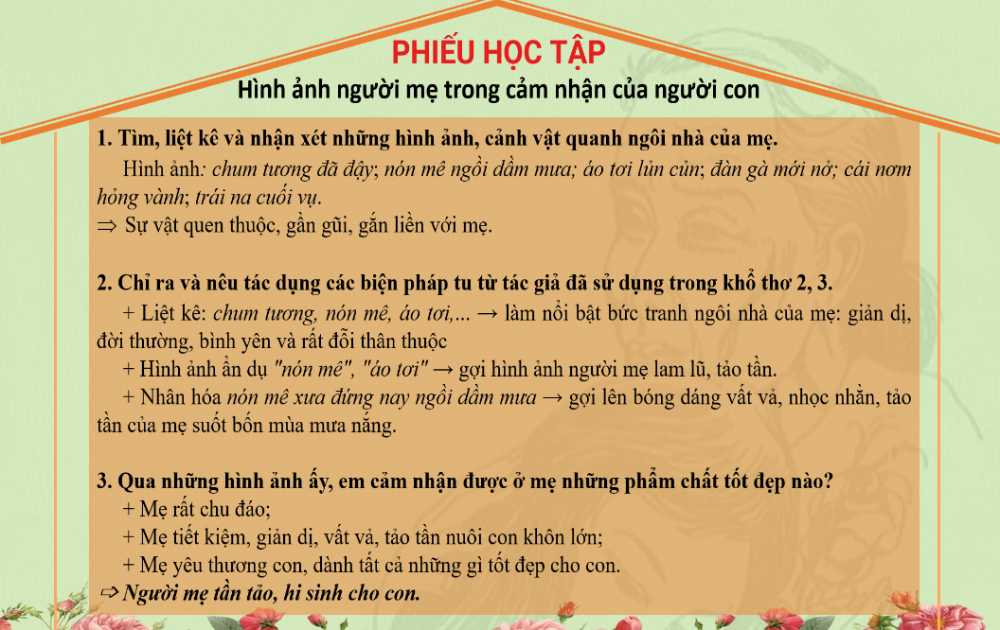 PHIẾU HỌC TẬP
Hình ảnh người mẹ trong cảm nhận của người con
1. Tìm, liệt kê và nhận xét những hình ảnh, cảnh vật quanh ngôi nhà của mẹ.
Hình ảnh: chum tương đã đậy; nón mê ngồi dầm mưa; áo tơi lủn củn; đàn gà mới nở; cái nơm
hỏng vành; trái na cuối vụ.
⇒ Sự vật quen thuộc, gần gũi, gắn liền với mẹ.
2. Chỉ ra và nêu tác dụng các biện pháp tu từ tác giả đã sử dụng trong khổ thơ 2, 3.
+ Liệt kê: chum tương, nón mê, áo tơi,... → làm nổi bật bức tranh ngôi nhà của mẹ: giản dị,
đời thường, bình yên và rất đỗi thân thuộc
+ Hình ảnh ẩn dụ "nón mê", "áo tơi" → gợi hình ảnh người mẹ lam lũ, tảo tần.
+ Nhân hóa nón mê xưa đứng nay ngồi dầm mưa → gợi lên bóng dáng vất vả, nhọc nhằn, tảo
tần của mẹ suốt bốn mùa mưa nắng.
3. Qua những hình ảnh ấy, em cảm nhận được ở mẹ những phẩm chất tốt đẹp nào?
+ Mẹ rất chu đáo;
+ Mẹ tiết kiệm, giản dị, vất vả, tảo tần nuôi con khôn lớn;
+ Mẹ yêu thương con, dành tất cả những gì tốt đẹp cho con.
➩ Người mẹ tần tảo, hi sinh cho con.